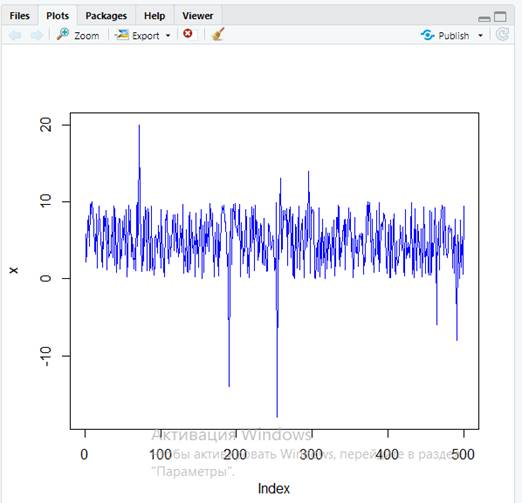 Files Plots Packages Help Viewer
Zoom Export Publish
20
10
0
-10
x
Активация Windows
0 100 200 300 400 500
бы активировать Windows, перейдите в раздел
"Параметры".
Index